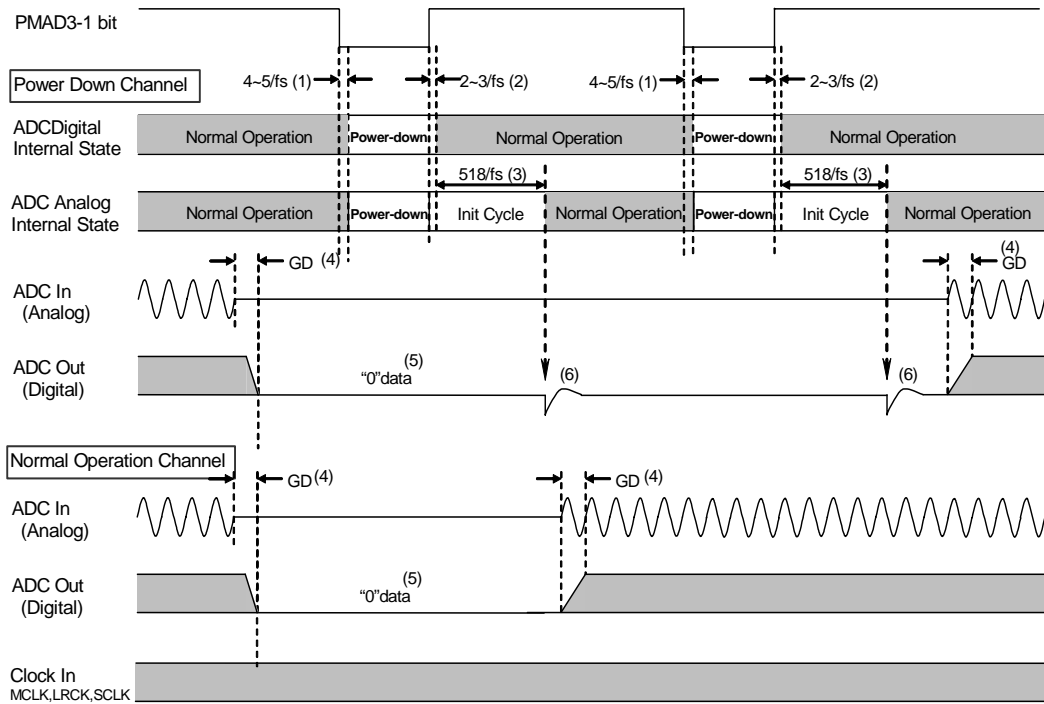 PMAD3-1 bit
Power Down Channel
4~5/fs (1)
2~3/fs (2)
4~5/fs (1)
2~3/fs (2)
ADCDigital
Internal State
Normal Operation
Power-down
Normal Operation
Power-down
Normal Operation
518/fs (3)
518/fs (3)
ADC Analog
Internal State
Normal Operation
Power-down
Init Cycle
Normal Operation
Power-down
Init Cycle
Normal Operation
GD (4)
(4)
GD
ADC In
(Analog)
ADC Out
(Digital)
(5)
"0"data
(6)
(6)
Normal Operation Channel
GD (4)
GD (4)
ADC In
(Analog)
ADC Out
(Digital)
(5)
"0"data
Clock In
MCLK,LRCK,SCLK